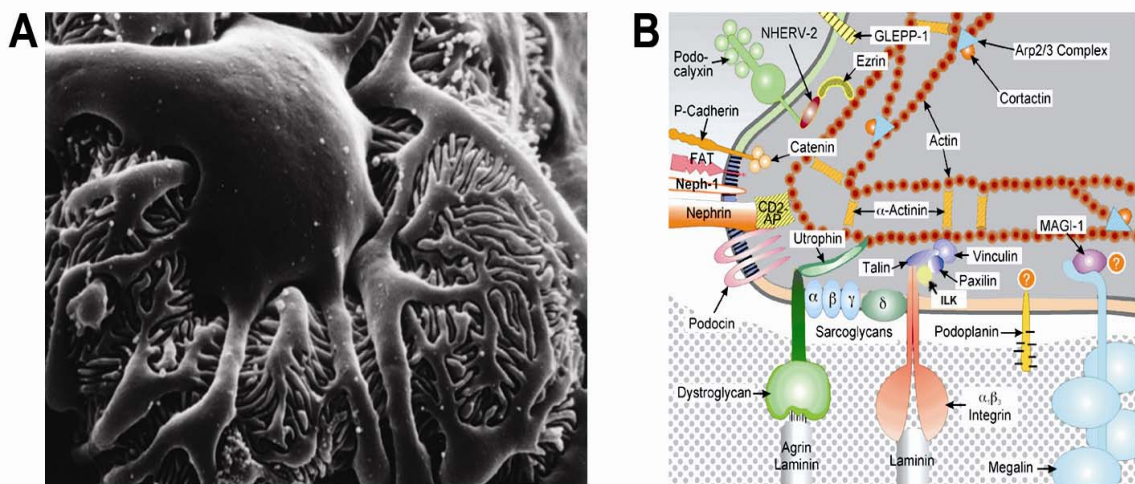 A
B
NHERV-2
GLEPP-1
Podo-
calyxin
Ezrin
Arp2/3 Complex
Cortactin
P-Cadherin
Catenin
Actin
FAT
Neph-1
Nephrin
CD2-
AP
α-Actinin
MAGI-1
Utrophin
Talin
Vinculin
Paxilin
ILK
?
?
Podocin
α
β
γ
δ
Sarcoglycans
Podoplanin
Dystroglycan
α,β,
Integrin
Agrin
Laminin
Laminin
Megalin